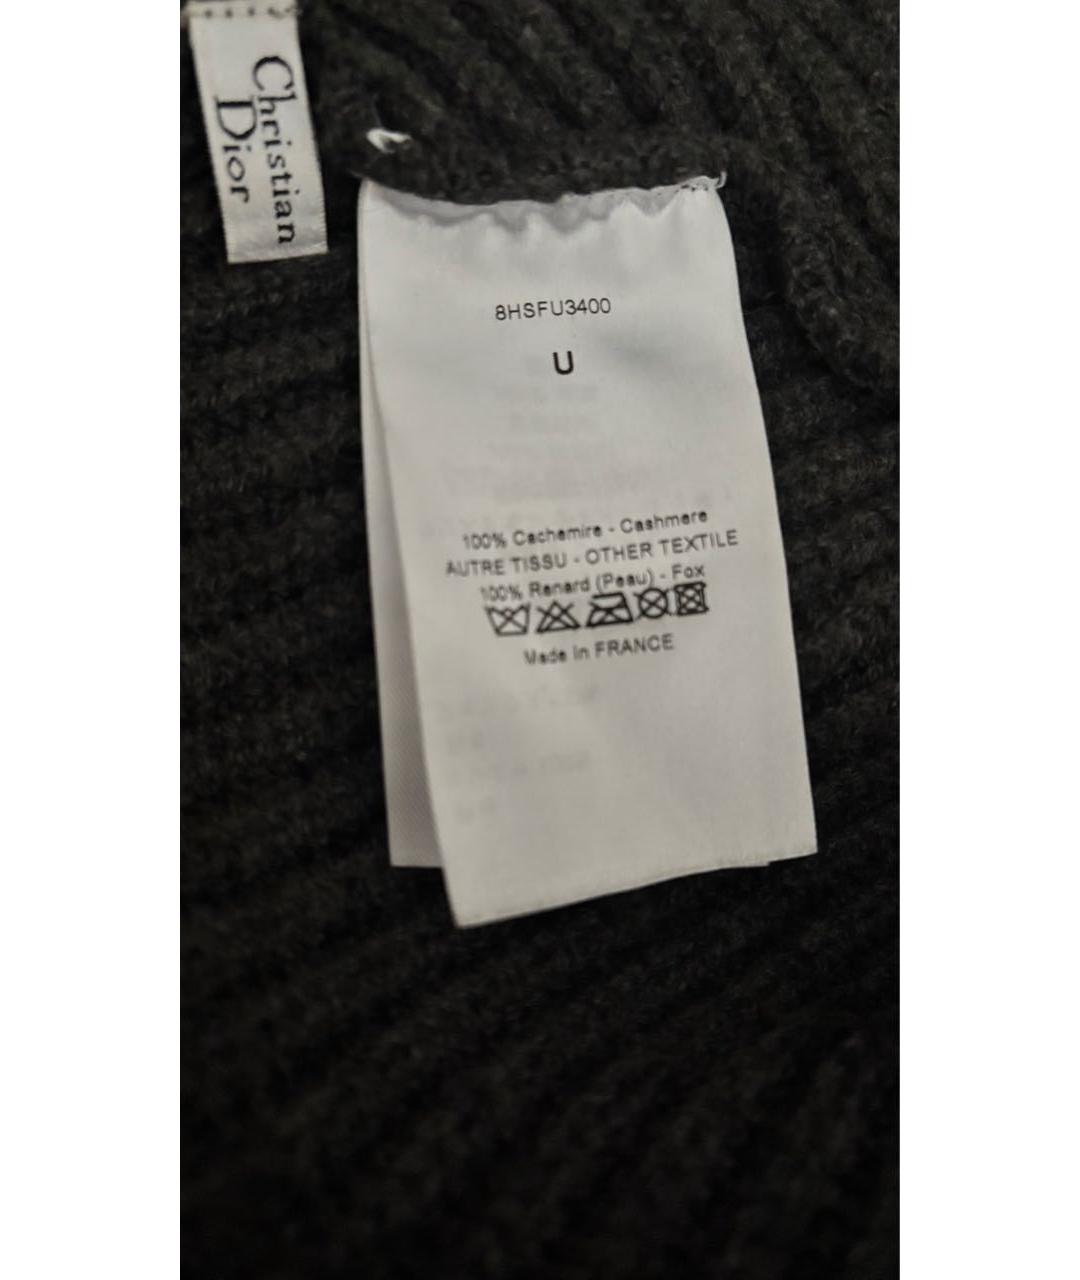 Christian
Dior
8HSFU3400
U
100% Cachemire - Cashmere
AUTRE TISSU - OTHER TEXTILE
100% Renard (Peau) - Fox
Made in FRANCE